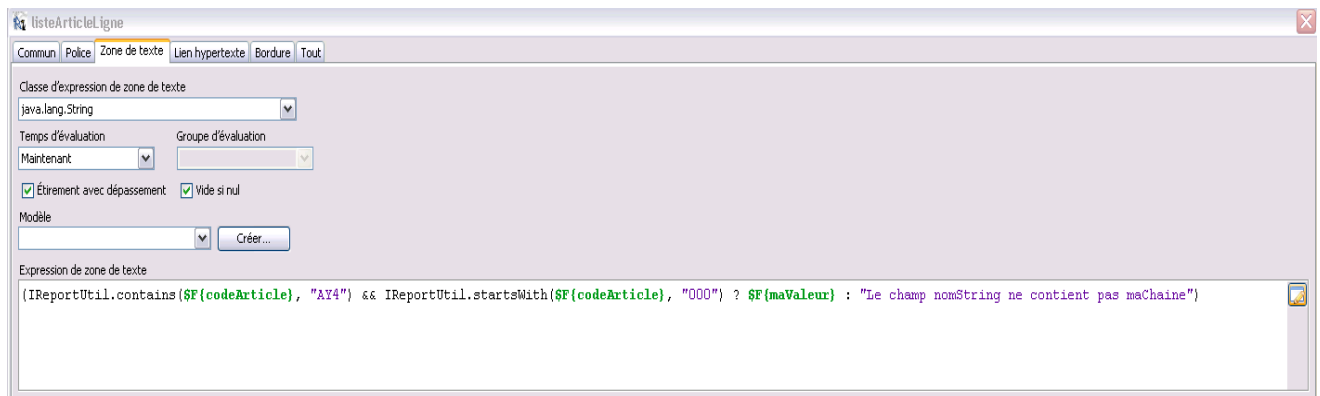 listeArticleLigne
Commun Police Zone de texte Lien hypertexte Bordure Tout
Classe d'expression de zone de texte
java.lang.String
Temps d'évaluation Groupe d'évaluation
Maintenant
Étirement avec dépassement Vide si nul
Modèle
Créer...
Expression de zone de texte
(IReportUtil.contains($F{codeArticle}, "AY4") && IReportUtil.startsWith($F{codeArticle}, "000") ? $F{maValeur} : "Le champ nomString ne contient pas maChaine")